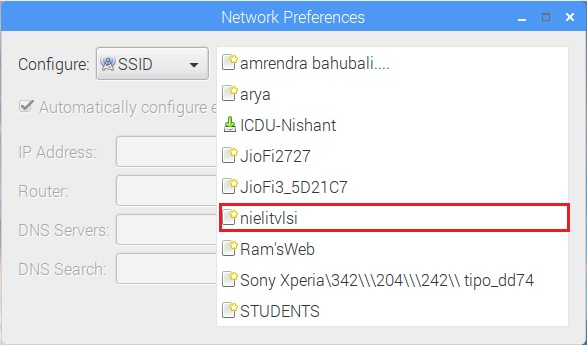 Network Preferences
Configure: SSID
Automatically configure e
IP Address:
Router:
DNS Servers:
DNS Search:
amrendra bahubali....
arya
ICDU-Nishant
JioFi2727
JioFi3_5D21C7
nielitvlsi
Ram'sWeb
Sony Xperia\342\\\204\\\242\\ tipo_dd74
STUDENTS